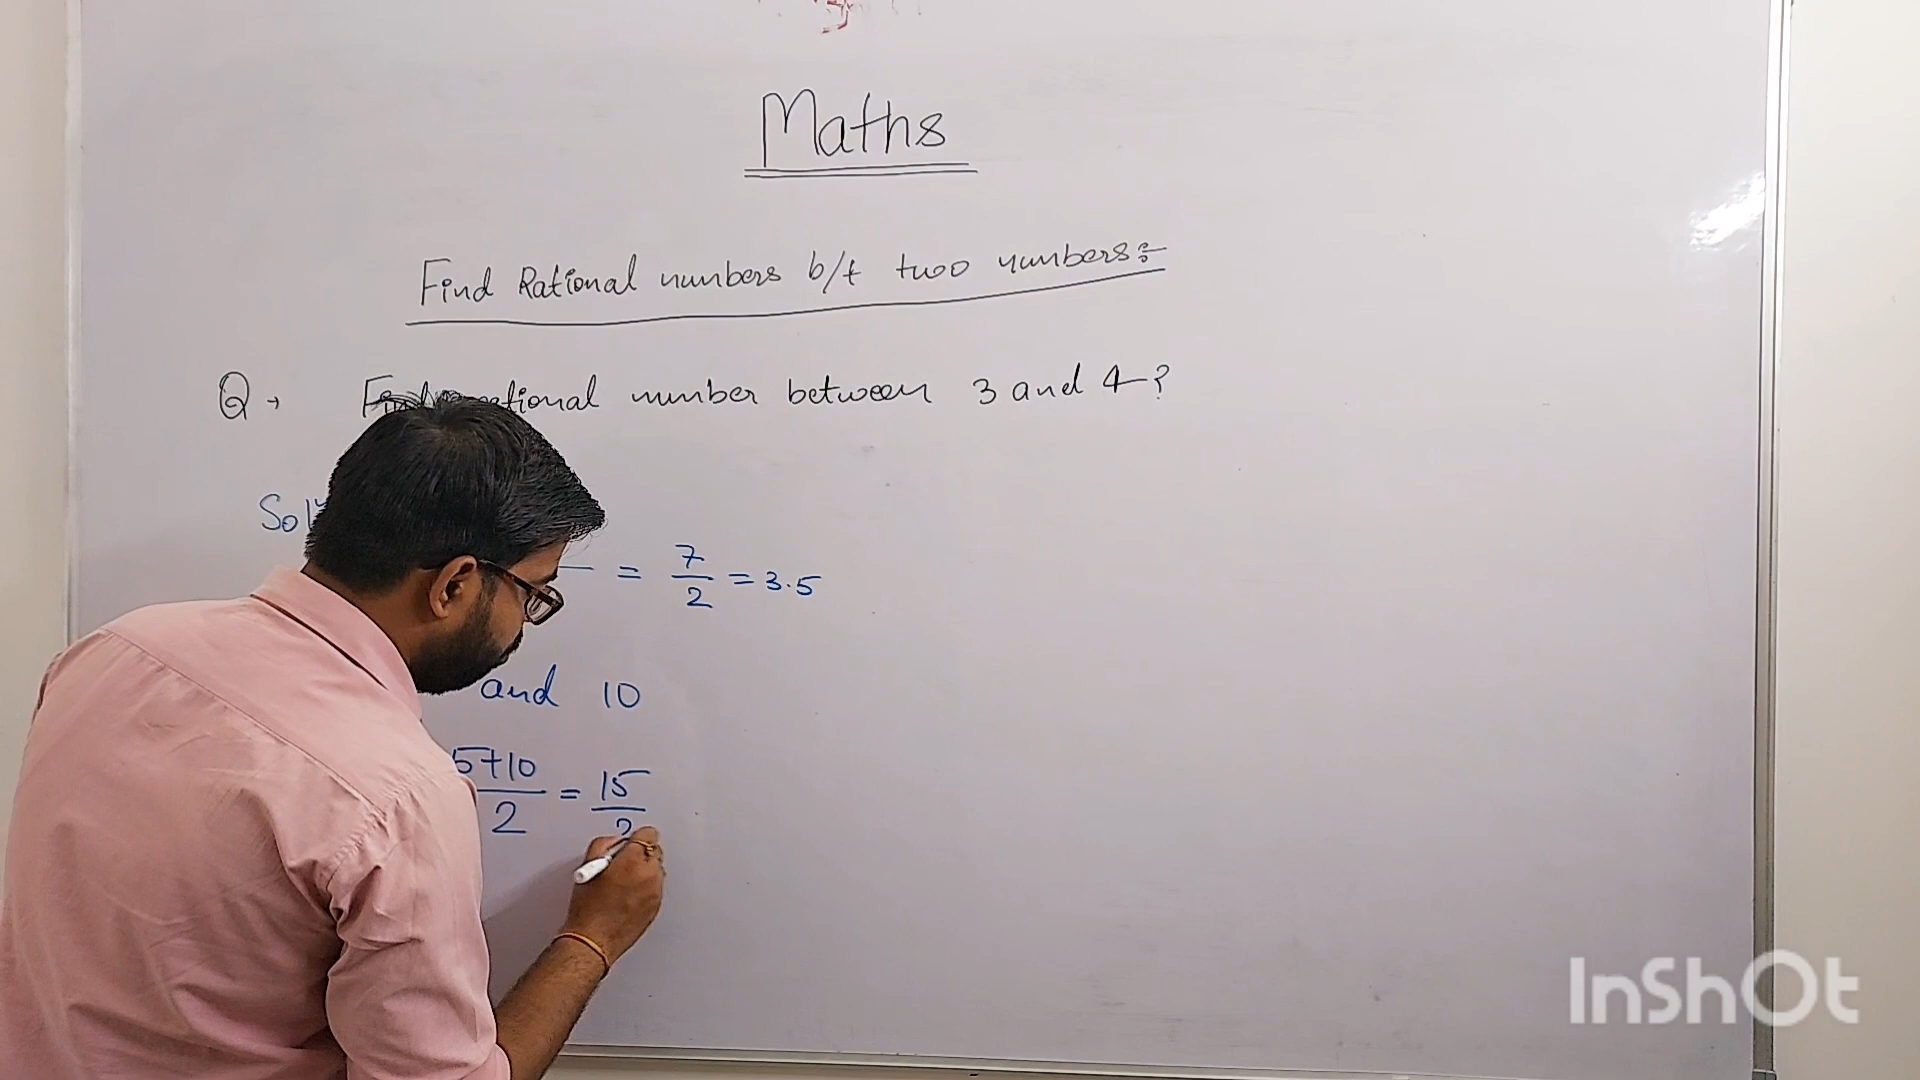 Maths
Find Rational numbers b/t two numbers:-
Q → Find rational number between 3 and 4?
= 7/2 = 3.5
and 10
5+10/2 = 15/2
InShOt